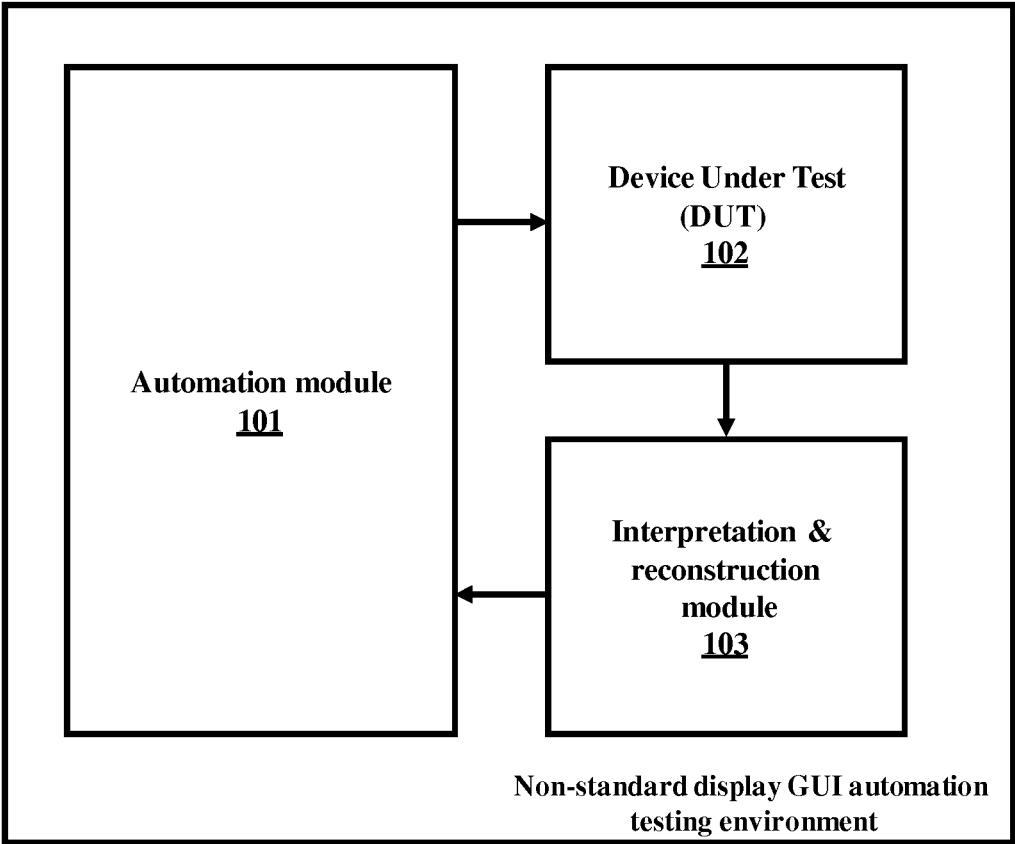 Automation module
101
Device Under Test
(DUT)
102
Interpretation &
reconstruction
module
103
Non-standard display GUI automation
testing environment